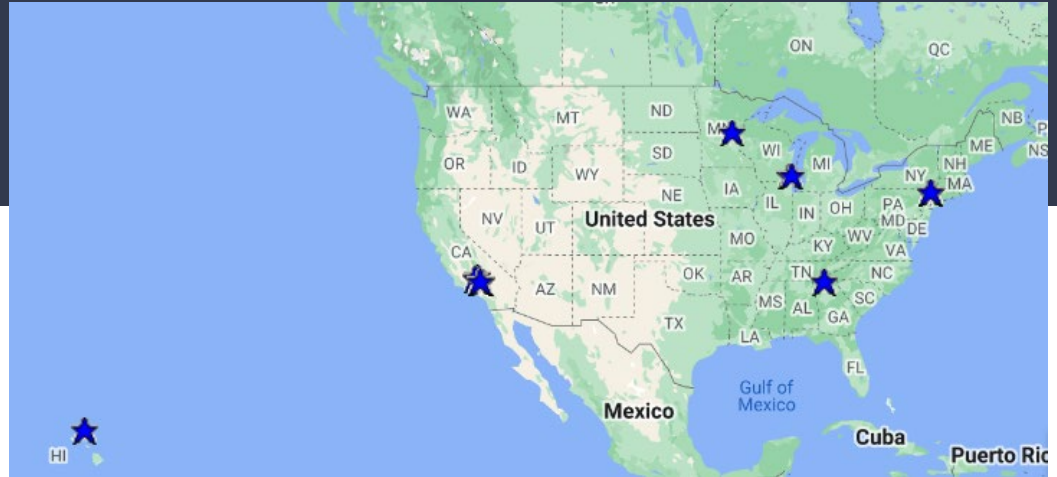 ON
QC
WA
MT
ND
NB
MN
ME
OR
ID
SD
WI
MI
NH
NS
WY
NY
MA
NE
IA
IL
IN
OH
PA
NV
UT
United States
MD
DE
MO
KY
WV
VA
CA
AZ
NM
OK
AR
TN
NC
MS
AL
SC
GA
TX
LA
FL
Gulf of
Mexico
Mexico
Cuba
HI
Puerto Ric